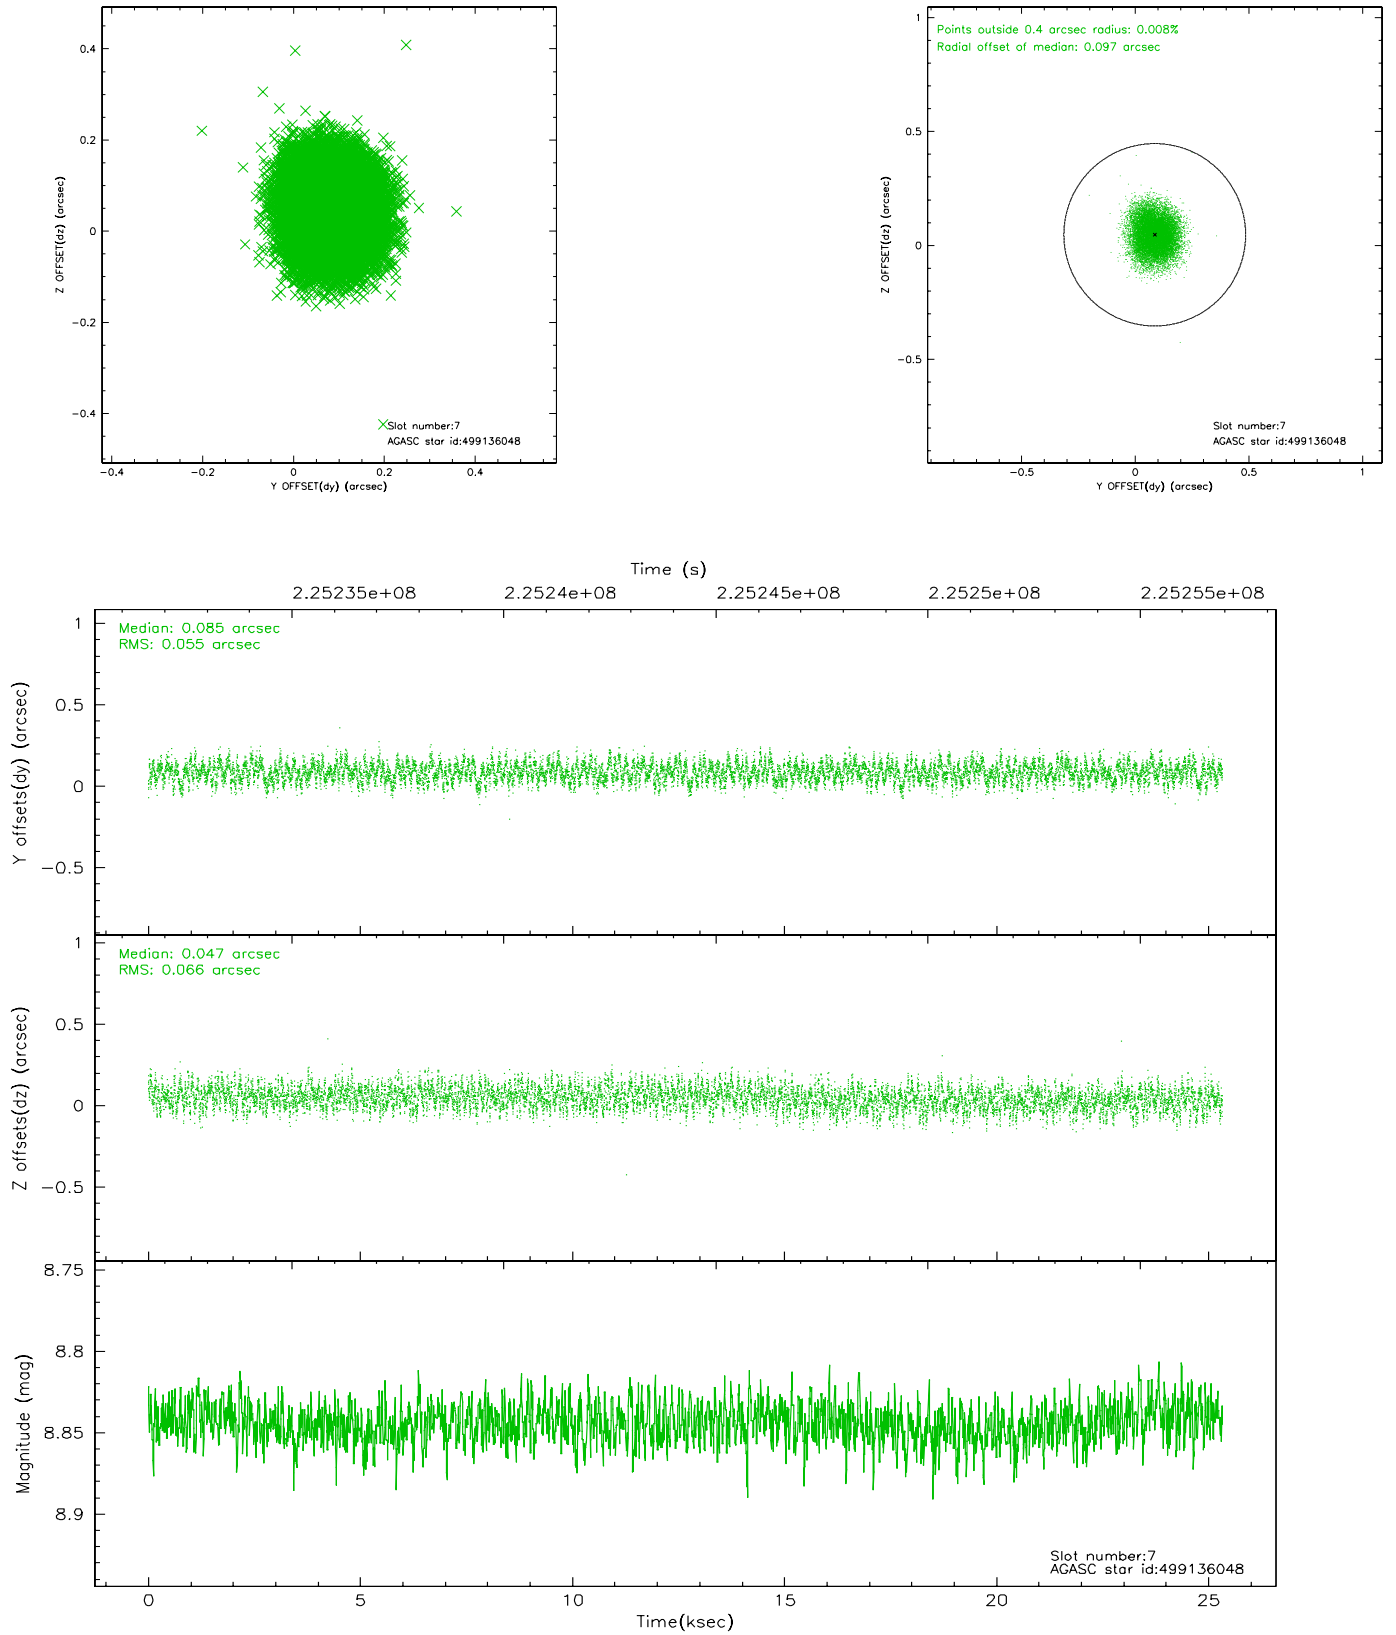 0.4
0.2
0
−0.2
−0.4
Z OFFSET(dz) (arcsec)
Slot number:7
AGASC star id:499136048
−0.4 −0.2 0 0.2 0.4
Y OFFSET(dy) (arcsec)
Points outside 0.4 arcsec radius: 0.008%
Radial offset of median: 0.097 arcsec
1
0.5
0
−0.5
Z OFFSET(dz) (arcsec)
Slot number:7
AGASC star id:499136048
−0.5 0 0.5 1
Y OFFSET(dy) (arcsec)
Time (s)
2.25235e+08 2.2524e+08 2.25245e+08 2.2525e+08 2.25255e+08
Median: 0.085 arcsec
RMS: 0.055 arcsec
1
0.5
0
−0.5
Y offsets(dy) (arcsec)
Median: 0.047 arcsec
RMS: 0.066 arcsec
1
0.5
0
−0.5
Z offsets(dz) (arcsec)
8.75
8.8
8.85
8.9
Magnitude (mag)
Slot number:7
AGASC star id:499136048
0 5 10 15 20 25
Time(ksec)